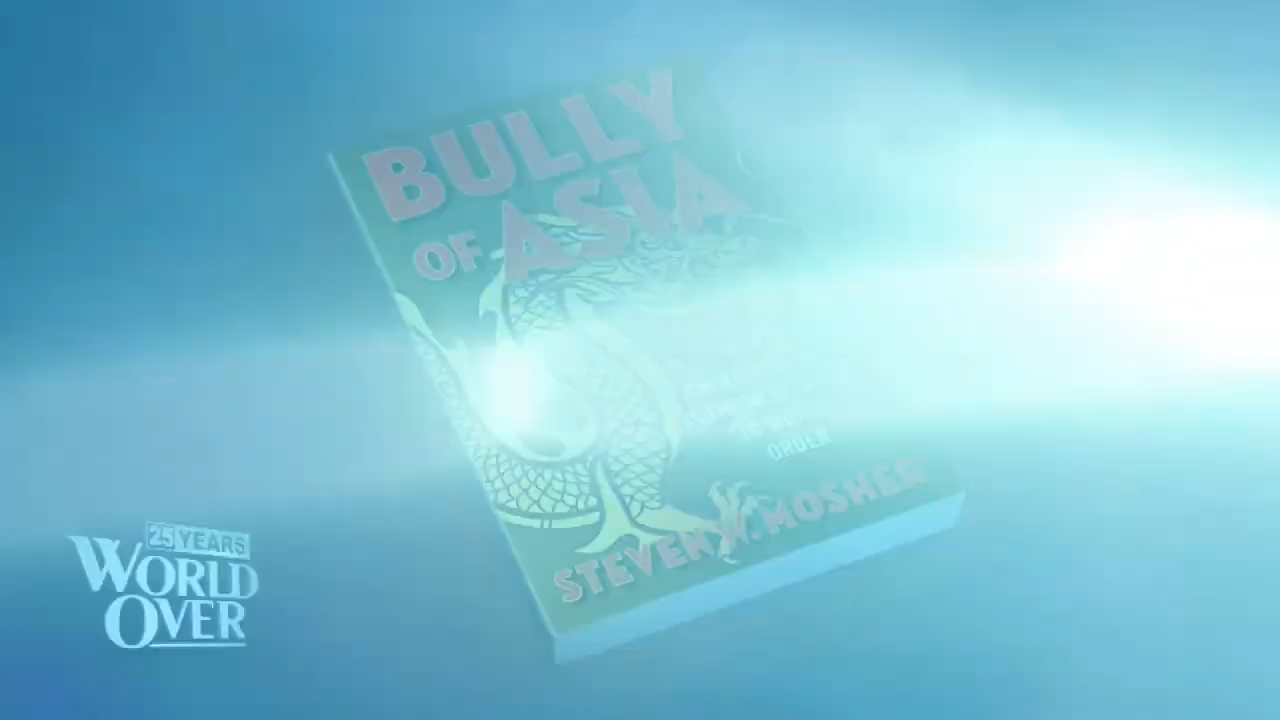 BULLY
OF ASIA
ORDER
STEVEN W. MOSHER
25 YEARS
WORLD
OVER